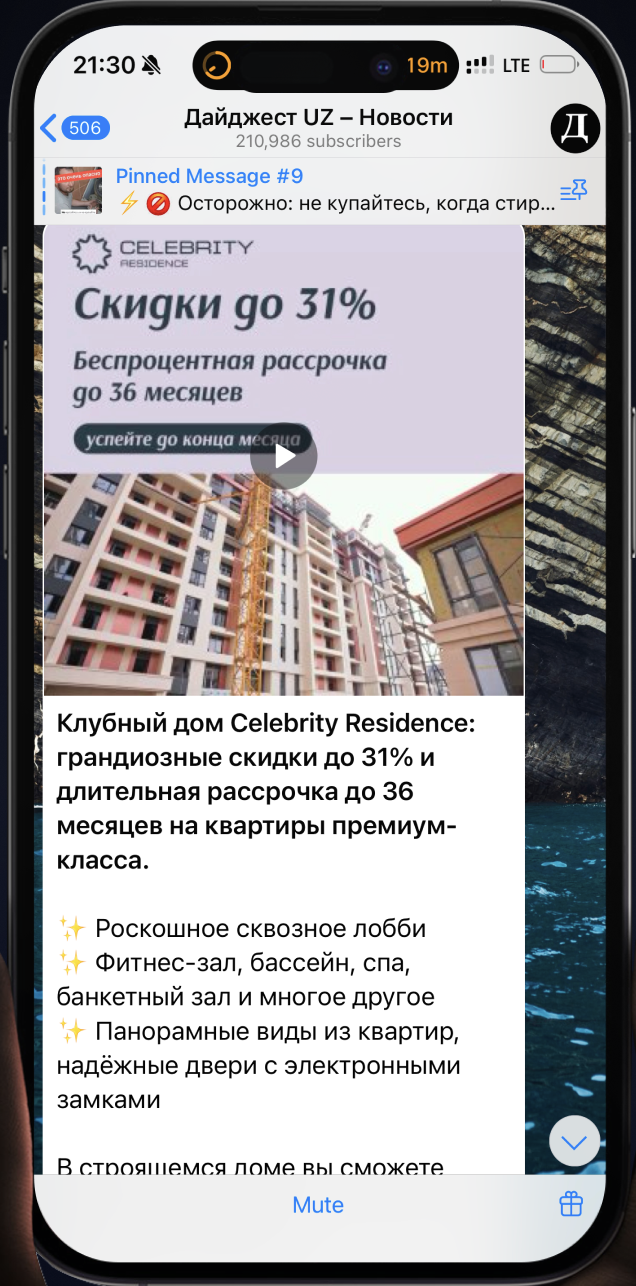 21:30 19m LTE
506 Дайджест UZ – Новости Д
210,986 subscribers
Pinned Message #9
Осторожно: не купайтесь, когда стир...
CELEBRITY
RESIDENCE
Скидки до 31%
Беспроцентная рассрочка
до 36 месяцев
успейте до конца месяца
Клубный дом Celebrity Residence:
грандиозные скидки до 31% и
длительная рассрочка до 36
месяцев на квартиры премиум-
класса.
✨ Роскошное сквозное лобби
✨ Фитнес-зал, бассейн, спа,
банкетный зал и многое другое
✨ Панорамные виды из квартир,
надёжные двери с электронными
замками
В строящемся доме вы сможете
Mute